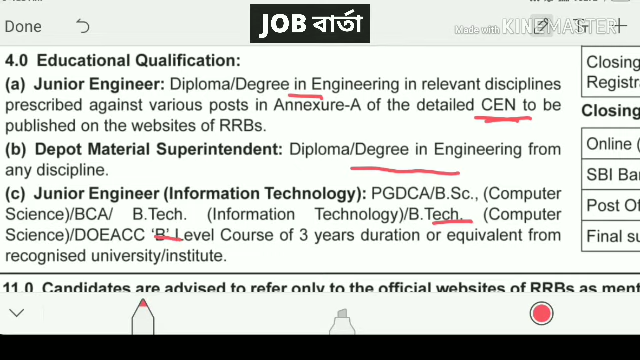 JOB বার্তা
Done
Made with KINEMASTER
4.0 Educational Qualification:
(a) Junior Engineer: Diploma/Degree in Engineering in relevant disciplines
prescribed against various posts in Annexure-A of the detailed CEN to be
published on the websites of RRBs.
(b) Depot Material Superintendent: Diploma/Degree in Engineering from
any discipline.
(c) Junior Engineer (Information Technology): PGDCA/B.Sc., (Computer
Science)/BCA/ B.Tech. (Information Technology)/B.Tech. (Computer
Science)/DOEACC ‘B’ Level Course of 3 years duration or equivalent from
recognised university/institute.
11.0 Candidates are advised to refer only to the official websites of RRBs as ment
Closing
Registra
Closing
Online (
SBI Ban
Post Of
Final su